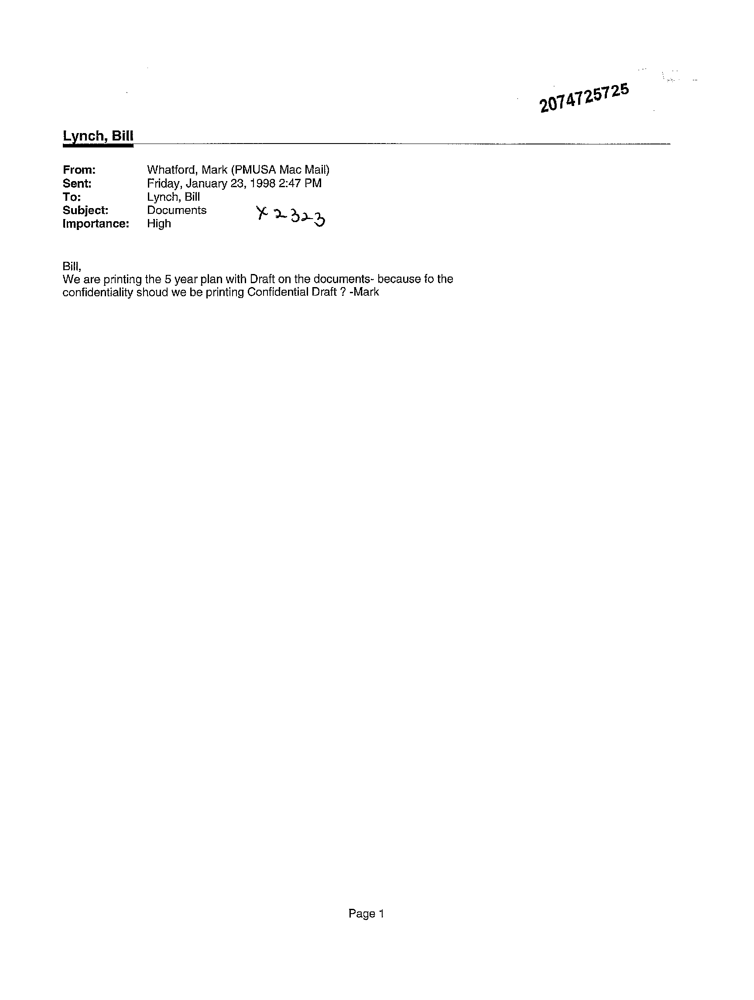 2074725725
Lynch, Bill
From: Whatford, Mark (PMUSA Mac Mail)
Sent: Friday, January 23, 1998 2:47 PM
To: Lynch, Bill
Subject: Documents
Importance: High
x2323
Bill,
We are printing the 5 year plan with Draft on the documents- because fo the
confidentiality shoud we be printing Confidential Draft ? -Mark
Page 1